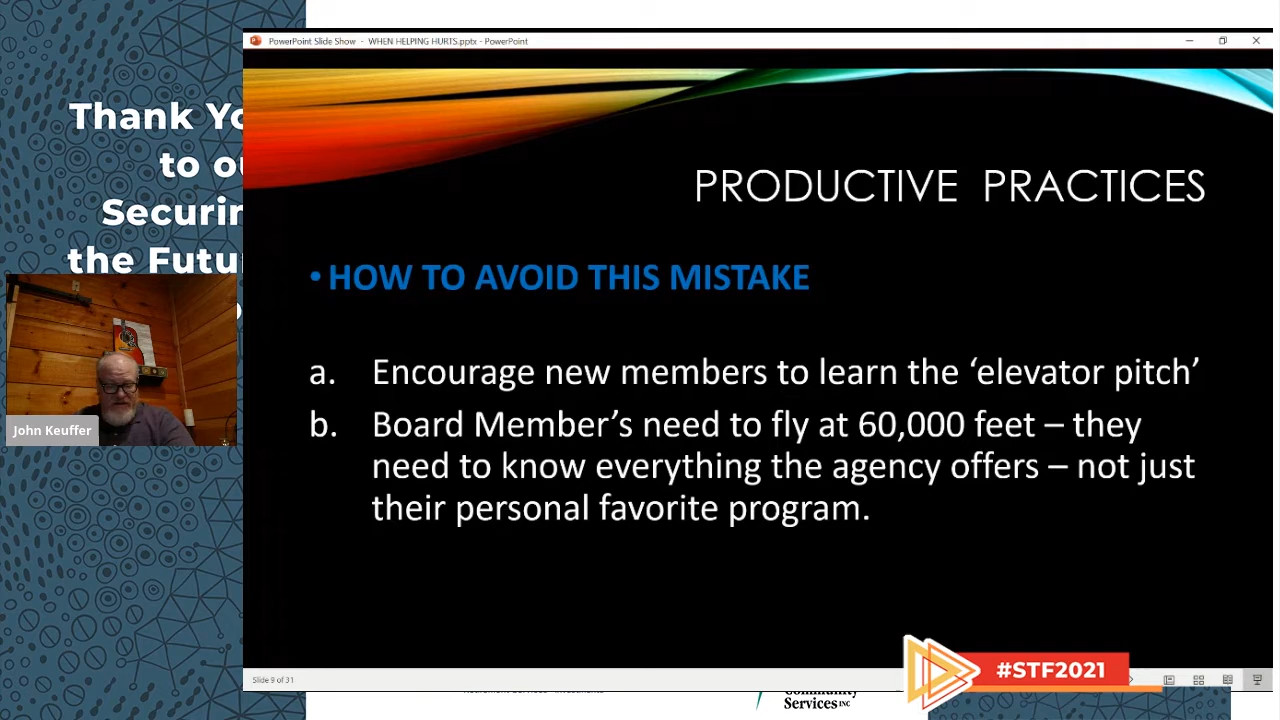 PowerPoint Slide Show - WHEN HELPING HURTS.pptx - PowerPoint
Thank Yo
to ou
Securin
the Futu
PRODUCTIVE PRACTICES
• HOW TO AVOID THIS MISTAKE
a. Encourage new members to learn the ‘elevator pitch’
b. Board Member’s need to fly at 60,000 feet – they
need to know everything the agency offers – not just
their personal favorite program.
John Keuffer
#STF2021
Slide 9 of 31
Community
Services INC